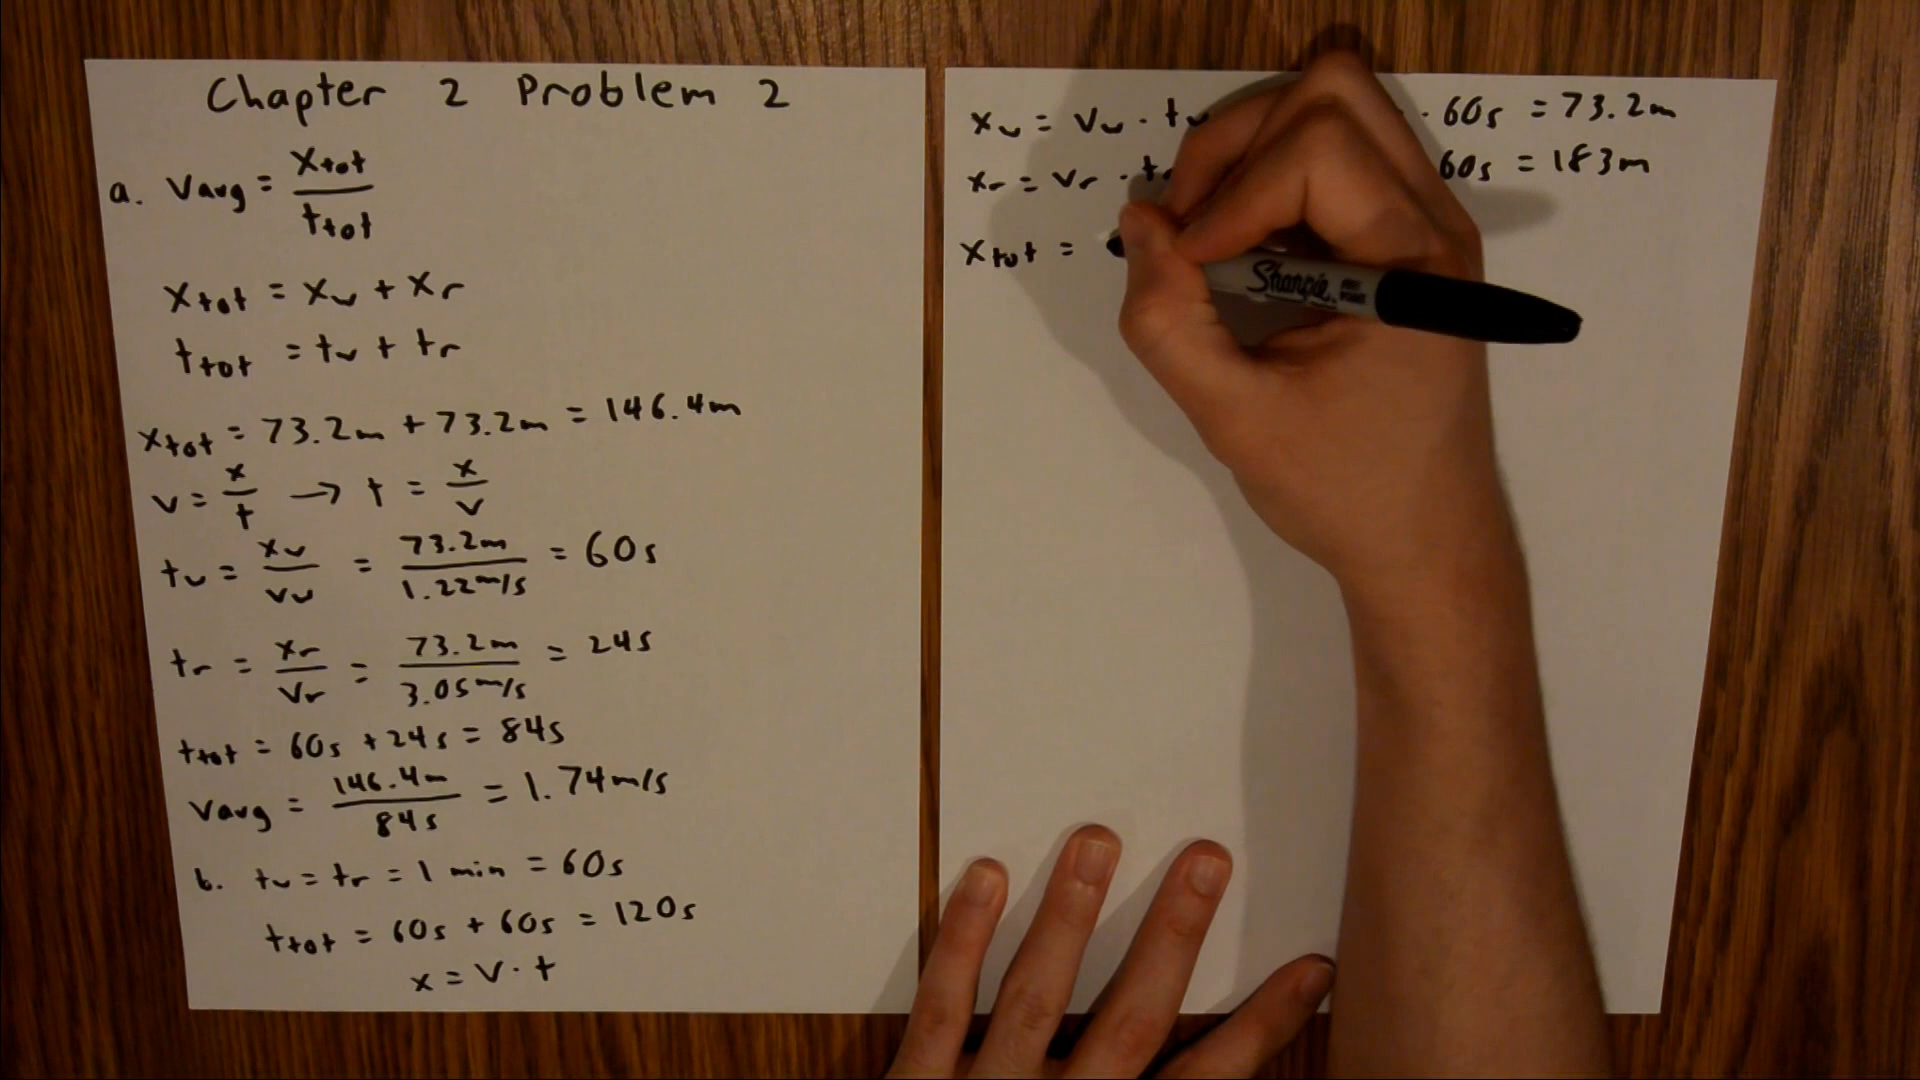 Chapter 2 Problem 2
a. Vavg = Xtot / ttot
Xtot = Xw + Xr
ttot = tw + tr
Xtot = 73.2m + 73.2m = 146.4m
v = x / t → t = x / v
tw = Xw / Vw = 73.2m / 1.22m/s = 60s
tr = Xr / Vr = 73.2m / 3.05m/s = 24s
ttot = 60s + 24s = 84s
Vavg = 146.4m / 84s = 1.74m/s
b. tw = tr = 1 min = 60s
ttot = 60s + 60s = 120s
x = v · t
Xw = Vw · tw · 60s = 73.2m
Xr = Vr · tr 60s = 183m
Xtot =
Sharpie